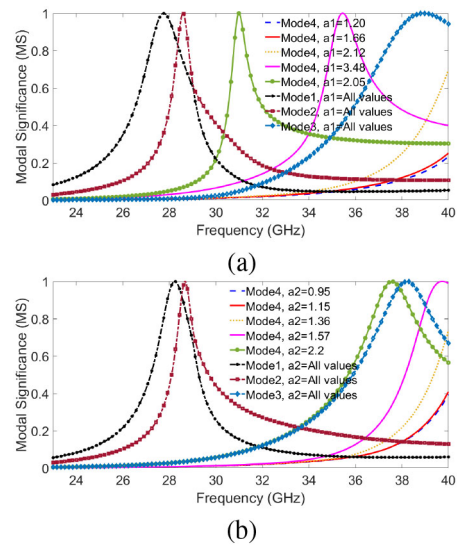 1
0.8
0.6
0.4
0.2
0
Modal Significance (MS)
Mode4, a1=1.20
Mode4, a1=1.66
Mode4, a1=2.12
Mode4, a1=3.48
Mode4, a1=2.05
Mode1, a1=All values
Mode2, a1=All values
Mode3, a1=All values
24 26 28 30 32 34 36 38 40
Frequency (GHz)
(a)
1
0.8
0.6
0.4
0.2
0
Modal Significance (MS)
Mode4, a2=0.95
Mode4, a2=1.15
Mode4, a2=1.36
Mode4, a2=1.57
Mode4, a2=2.2
Mode1, a2=All values
Mode2, a2=All values
Mode3, a2=All values
24 26 28 30 32 34 36 38 40
Frequency (GHz)
(b)